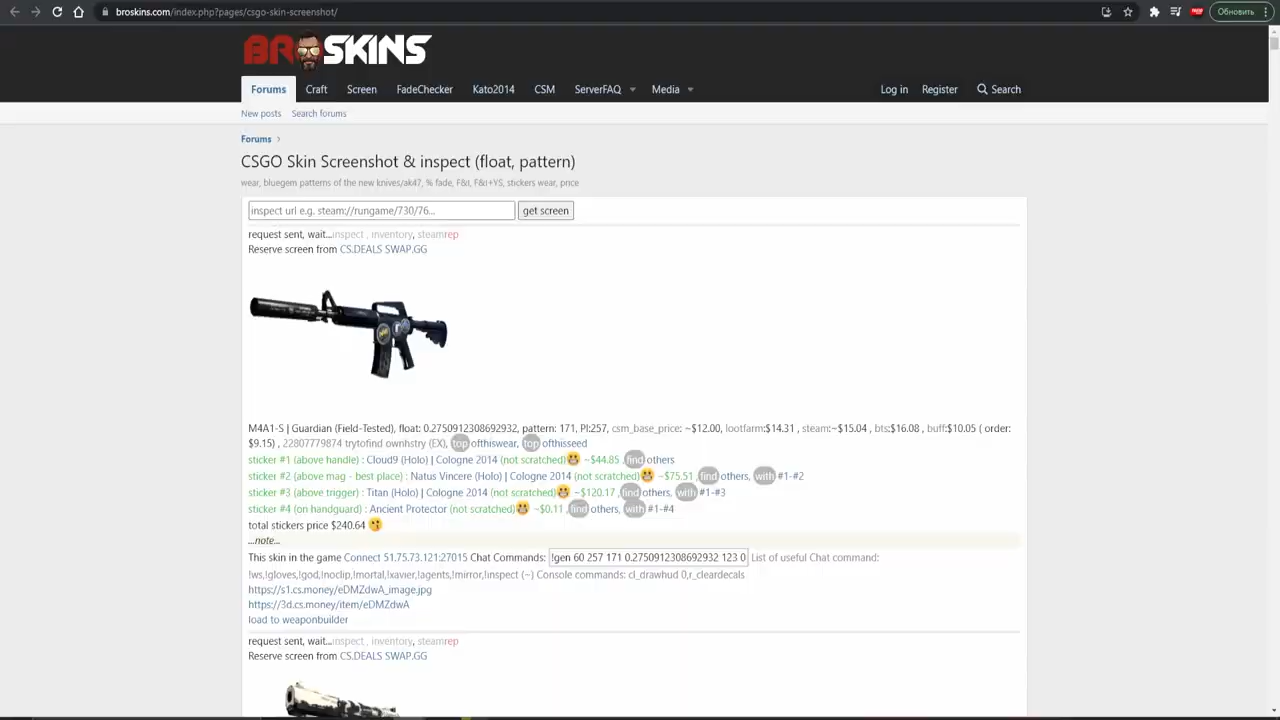 broskins.com/index.php?pages/csgo-skin-screenshot/
Обновить
BROSKINS
Forums Craft Screen FadeChecker Kato2014 CSM ServerFAQ Media Log in Register Search
New posts Search forums
Forums
CSGO Skin Screenshot & inspect (float, pattern)
wear, bluegem patterns of the new knives/ak47, % fade, F&I, F&I+YS, stickers wear, price
inspect url e.g. steam://rungame/730/76... get screen
request sent, wait...inspect , inventory, steamrep
Reserve screen from CS.DEALS SWAP.GG
M4A1-S | Guardian (Field-Tested), float: 0.2750912308692932, pattern: 171, PI:257, csm_base_price: ~$12.00, lootfarm:$14.31 , steam:~$15.04 , bts:$16.08 , buff:$10.05 ( order:
$9.15) , 22807779874 trytofind ownhstry (EX), top ofthiswear, top ofthisseed
sticker #1 (above handle) : Cloud9 (Holo) | Cologne 2014 (not scratched) ~$44.85 ,find others
sticker #2 (above mag - best place) : Natus Vincere (Holo) | Cologne 2014 (not scratched) ~$75.51 ,find others, with #1-#2
sticker #3 (above trigger) : Titan (Holo) | Cologne 2014 (not scratched) ~$120.17 ,find others, with #1-#3
sticker #4 (on handguard) : Ancient Protector (not scratched) ~$0.11 ,find others, with #1-#4
total stickers price $240.64
...note...
This skin in the game Connect 51.75.73.121:27015 Chat Commands: !gen 60 257 171 0.2750912308692932 123 0 List of useful Chat command:
!ws,!gloves,!god,!noclip,!mortal,!xavier,!agents,!mirror,!inspect (~) Console commands: cl_drawhud 0,r_cleardecals
https://s1.cs.money/eDMZdwA_image.jpg
https://3d.cs.money/item/eDMZdwA
load to weaponbuilder
request sent, wait...inspect , inventory, steamrep
Reserve screen from CS.DEALS SWAP.GG